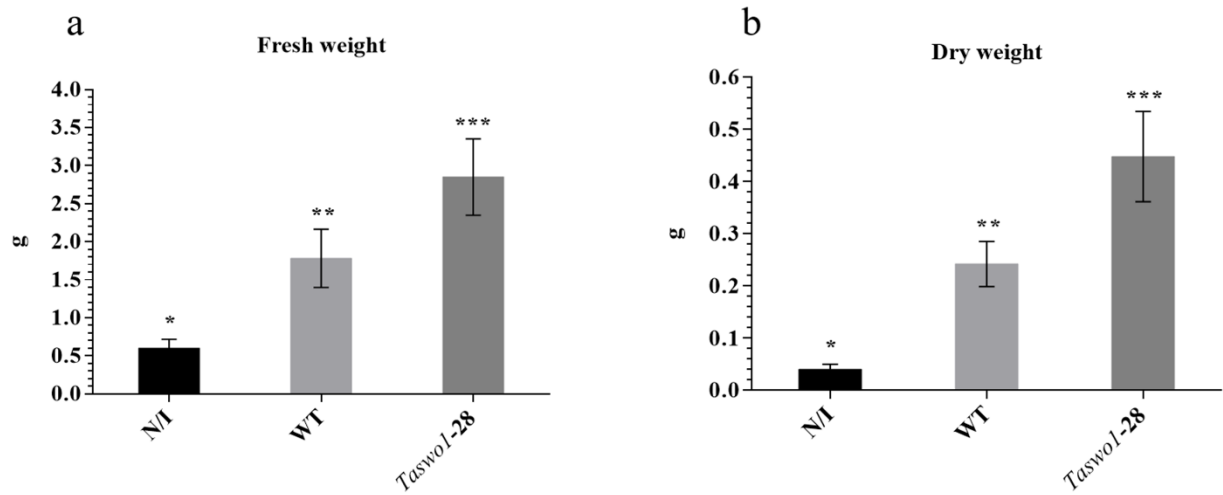 a
Fresh weight
4.0
3.5
3.0
2.5
2.0
1.5
1.0
0.5
0.0
g
*
**
***
N/I
WT
Taswo1-28
b
Dry weight
0.6
0.5
0.4
0.3
0.2
0.1
0.0
g
*
**
***
N/I
WT
Taswo1-28